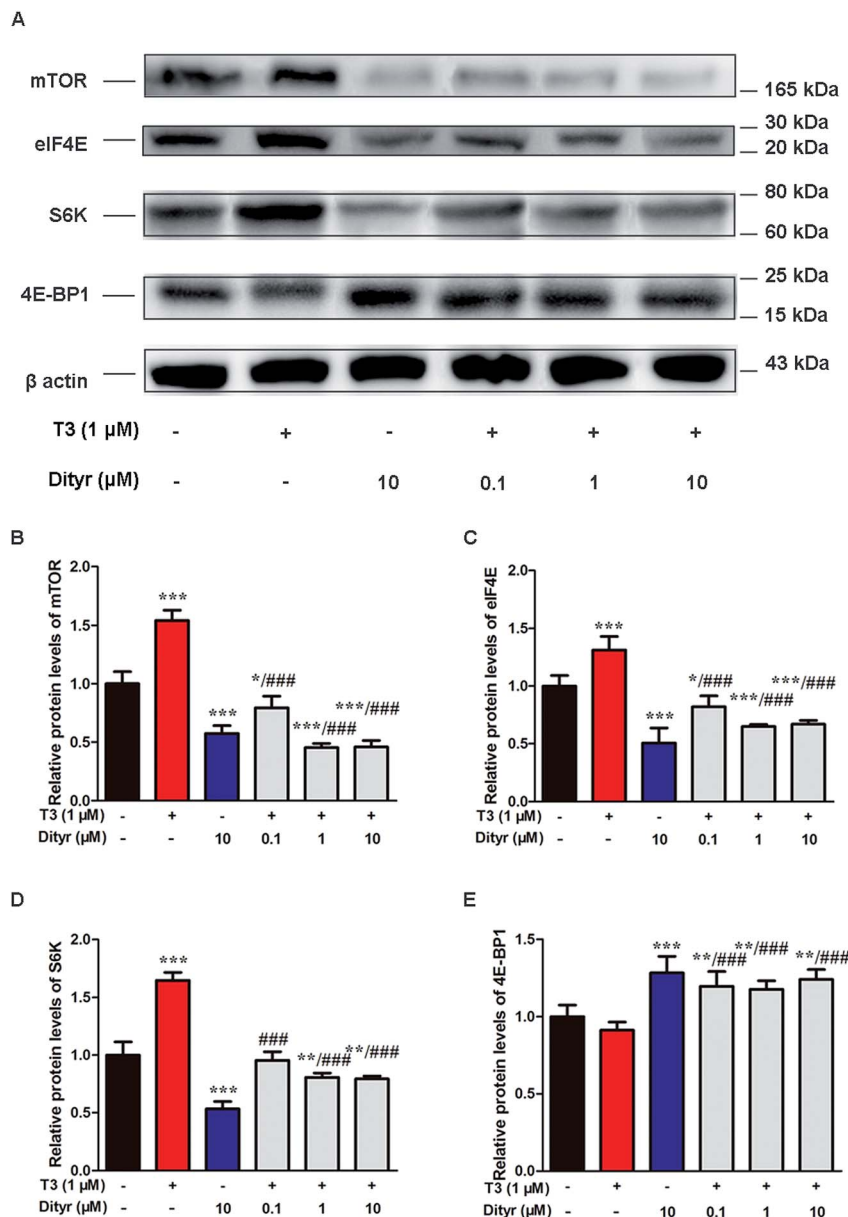 A
mTOR
165 kDa
30 kDa
eIF4E
20 kDa
80 kDa
S6K
60 kDa
25 kDa
4E-BP1
15 kDa
43 kDa
β actin
T3 (1 µM) - + - + + +
Dityr (µM) - - 10 0.1 1 10
B
Relative protein levels of mTOR
2.0
1.5
1.0
0.5
0.0
***
***
*/###
***/###
***/###
T3 (1 µM) - + - + + +
Dityr (µM) - - 10 0.1 1 10
C
Relative protein levels of eIF4E
2.0
1.5
1.0
0.5
0.0
***
***
*/###
***/###
***/###
T3 (1 µM) - + - + + +
Dityr (µM) - - 10 0.1 1 10
D
Relative protein levels of S6K
2.0
1.5
1.0
0.5
0.0
***
***
###
**/###
**/###
T3 (1 µM) - + - + + +
Dityr (µM) - - 10 0.1 1 10
E
Relative protein levels of 4E-BP1
1.5
1.0
0.5
0.0
***
**/###
**/###
**/###
T3 (1 µM) - + - + + +
Dityr (µM) - - 10 0.1 1 10